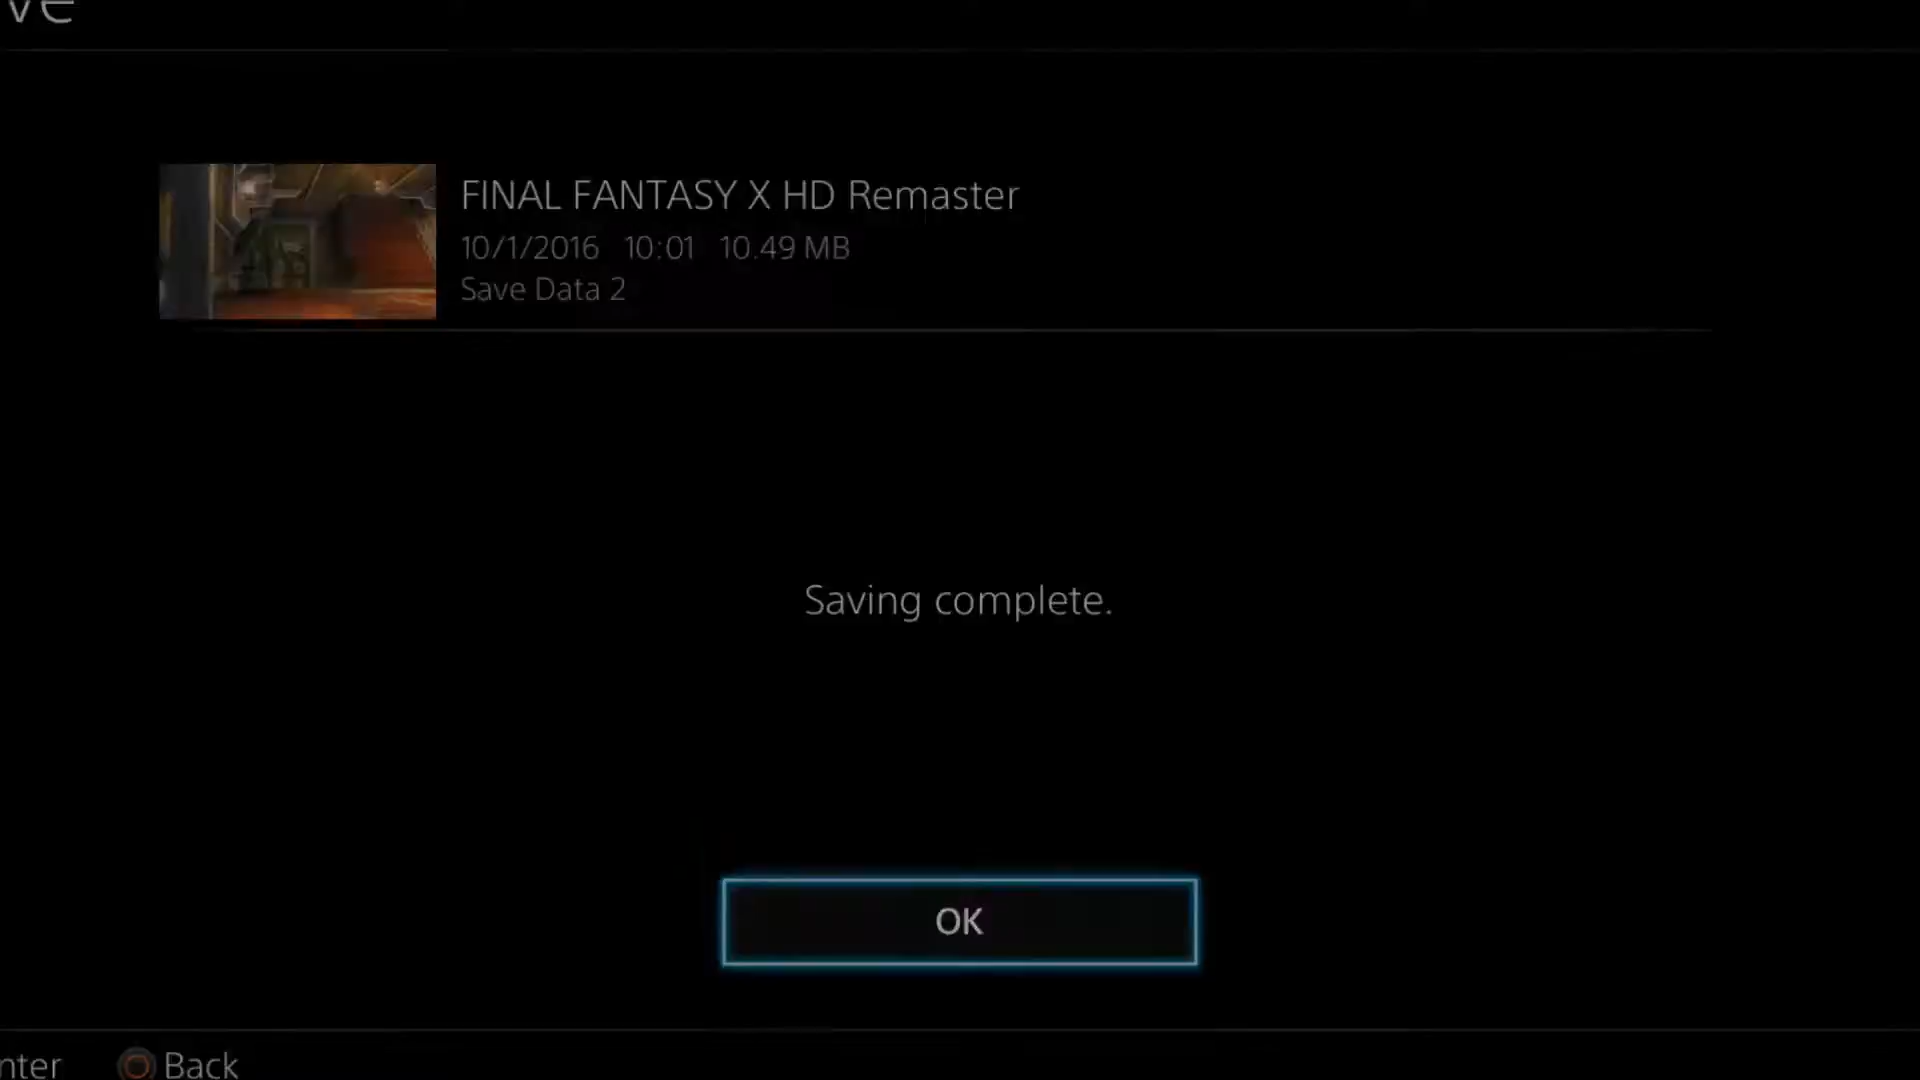 FINAL FANTASY X HD Remaster
10/1/2016 10:01 10.49 MB
Save Data 2
Saving complete.
OK
nter Back